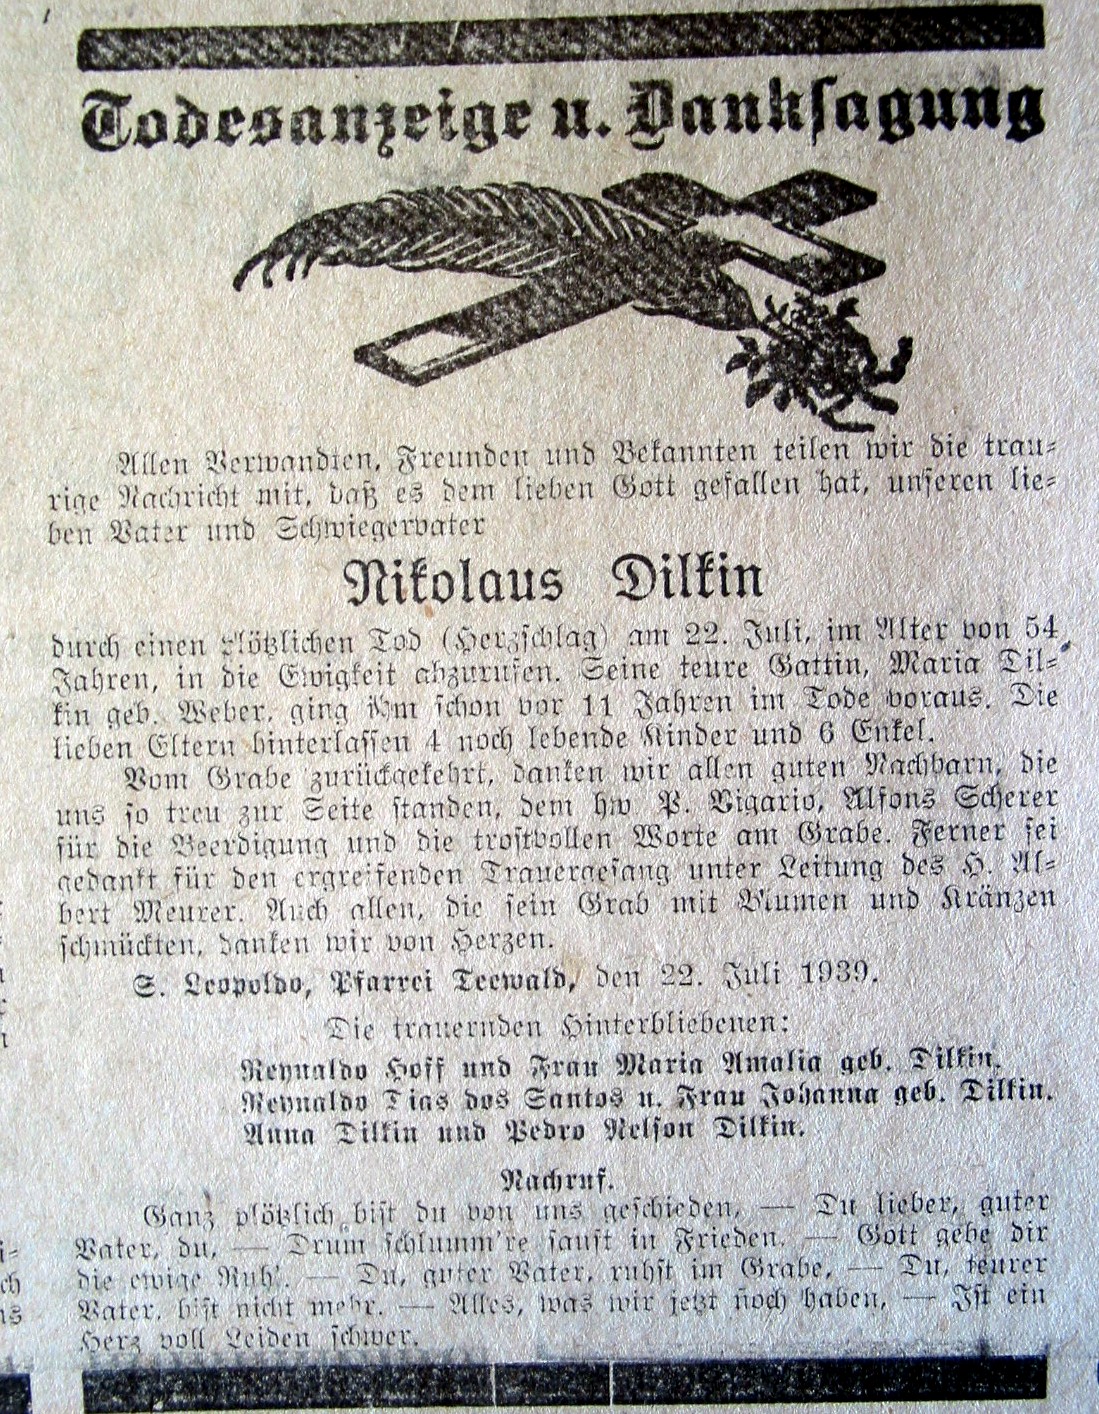 Todesanzeige u. Danksagung
Allen Verwandten, Freunden und Bekannten teilen wir die trau=
rige Nachricht mit, daß es dem lieben Gott gefallen hat, unseren lie=
ben Vater und Schwiegervater
Nikolaus Dilkin
durch einen plötzlichen Tod (Herzschlag) am 22. Juli, im Alter von 54
Jahren, in die Ewigkeit abzurufen. Seine teure Gattin, Maria Dil=
kin geb. Weber, ging ihm schon vor 11 Jahren im Tode voraus. Die
lieben Eltern hinterlassen 4 noch lebende Kinder und 6 Enkel.
Vom Grabe zurückgekehrt, danken wir allen guten Nachbarn, die
uns so treu zur Seite standen, dem hw P. Vigario, Alfons Scherer
für die Beerdigung und die trostvollen Worte am Grabe. Ferner sei
gedankt für den ergreifenden Trauergesang unter Leitung des H. Al=
bert Meurer. Auch allen, die sein Grab mit Blumen und Kränzen
schmückten, danken wir von Herzen.
S. Leopoldo, Pfarrei Teewald, den 22. Juli 1939.
Die trauernden Hinterbliebenen:
Reynaldo Hoff und Frau Maria Amalia geb. Dilkin.
Reynaldo Dias dos Santos u. Frau Johanna geb. Dilkin.
Anna Dilkin und Pedro Nelson Dilkin.
Nachruf.
Ganz plötzlich bist du von uns geschieden, — Du lieber, guter
Vater, du, — Drum schlumm're sanft in Frieden. — Gott gebe dir
die ewige Ruh'. — Du, guter Vater, ruhst im Grabe, — Du, teurer
Vater, bist nicht mehr. — Alles, was wir jetzt noch haben, — Ist ein
Herz voll Leiden schwer.